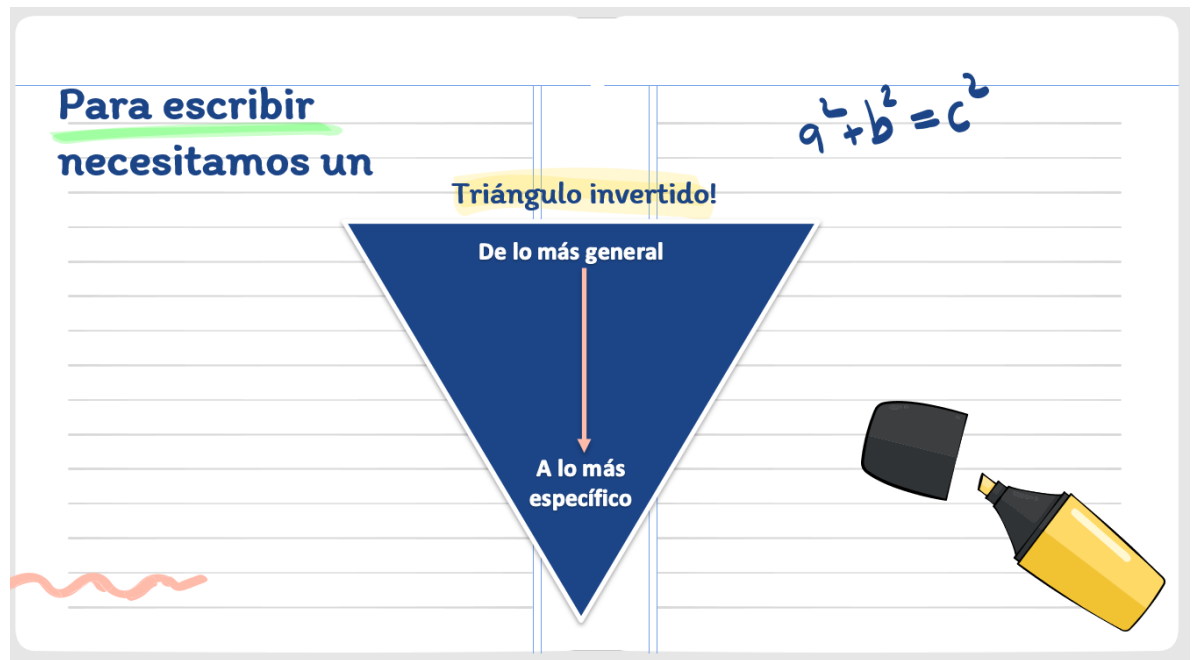 Para escribir
necesitamos un
a²+b²=c²
Triángulo invertido!
De lo más general
A lo más
específico